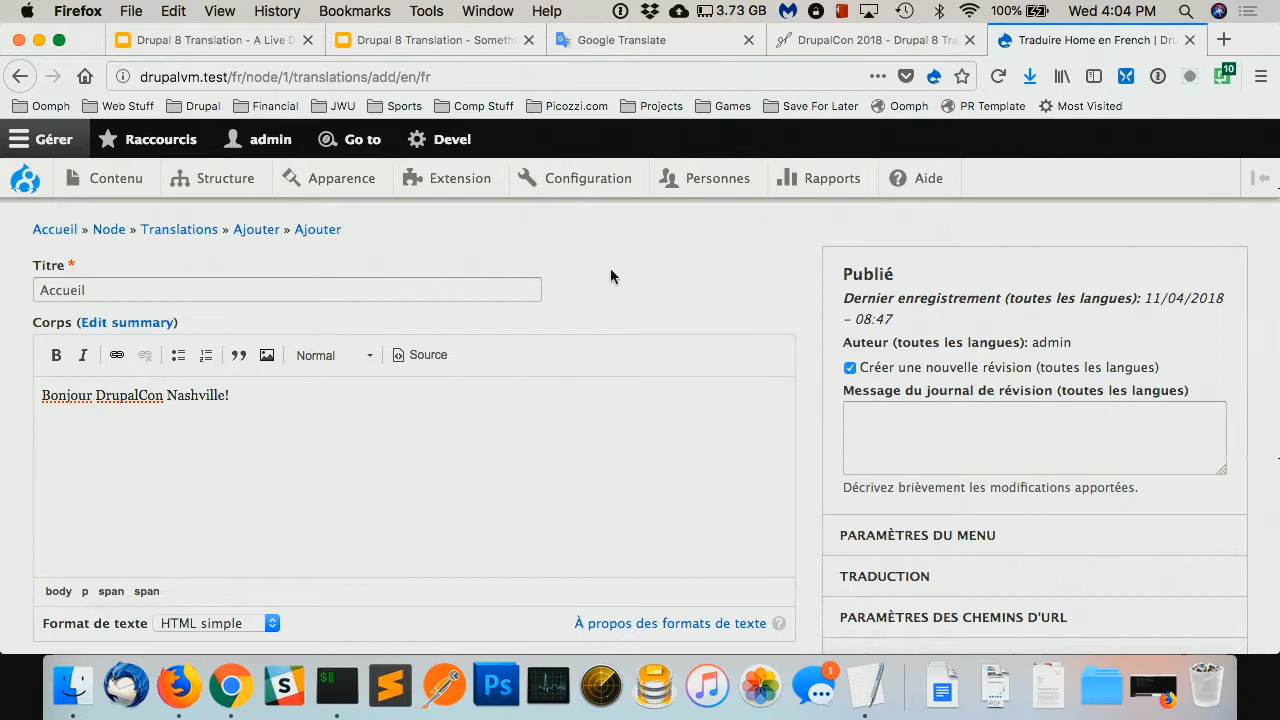 Firefox File Edit View History Bookmarks Tools Window Help 3.73 GB 100% Wed 4:04 PM
Drupal 8 Translation - A Live D Drupal 8 Translation - Someth Google Translate DrupalCon 2018 - Drupal 8 Tra Traduire Home en French | Dru
drupalvm.test/fr/node/1/translations/add/en/fr 10
Oomph Web Stuff Drupal Financial JWU Sports Comp Stuff Picozzi.com Projects Games Save For Later Oomph PR Template Most Visited
Gérer Raccourcis admin Go to Devel
Contenu Structure Apparence Extension Configuration Personnes Rapports Aide
Accueil » Node » Translations » Ajouter » Ajouter
Titre *
Accueil
Corps (Edit summary)
Normal Source
Bonjour DrupalCon Nashville!
body p span span
Format de texte HTML simple À propos des formats de texte ?
Publié
Dernier enregistrement (toutes les langues): 11/04/2018
- 08:47
Auteur (toutes les langues): admin
Créer une nouvelle révision (toutes les langues)
Message du journal de révision (toutes les langues)
Décrivez brièvement les modifications apportées.
PARAMÈTRES DU MENU
TRADUCTION
PARAMÈTRES DES CHEMINS D'URL
Ps 1